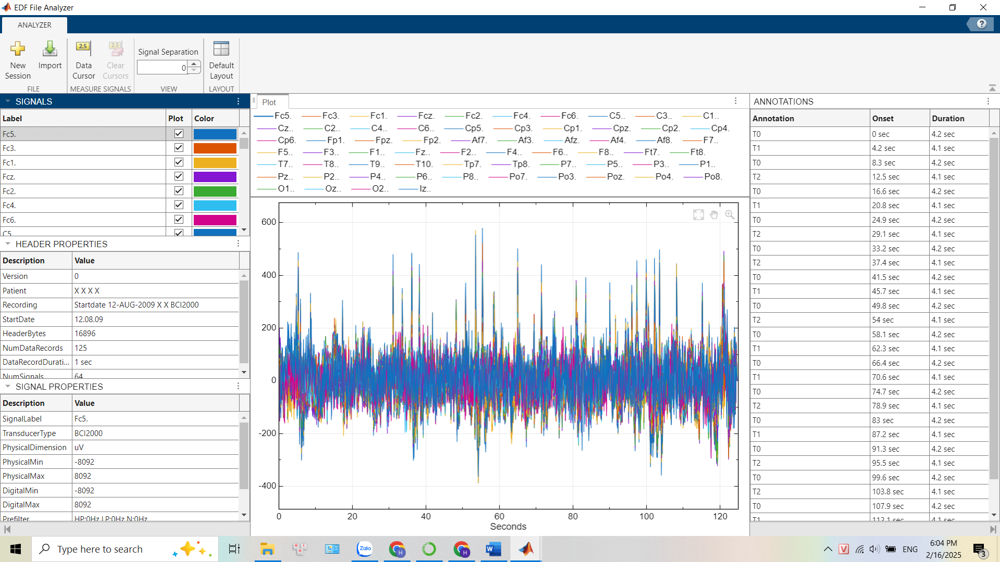 EDF File Analyzer
ANALYZER
New Session
Import
2.5
Data Cursor
2.5
Clear Cursors
Signal Separation
0
Default Layout
FILE
MEASURE SIGNALS
VIEW
LAYOUT
SIGNALS
Label Plot Color
Fc5.
Fc3.
Fc1.
Fcz.
Fc2.
Fc4.
Fc6.
C5
HEADER PROPERTIES
Description Value
Version 0
Patient X X X X
Recording Startdate 12-AUG-2009 X X BCI2000
StartDate 12.08.09
HeaderBytes 16896
NumDataRecords 125
DataRecordDurati... 1 sec
NumSignals 64
SIGNAL PROPERTIES
Description Value
SignalLabel Fc5.
TransducerType BCI2000
PhysicalDimension uV
PhysicalMin -8092
PhysicalMax 8092
DigitalMin -8092
DigitalMax 8092
Prefilter HP:0Hz LP:0Hz N:0Hz
Plot
Fc5. Fc3. Fc1. Fcz. Fc2. Fc4. Fc6. C5.. C3.. C1..
Cz.. C2.. C4.. C6.. Cp5. Cp3. Cp1. Cpz. Cp2. Cp4.
Cp6. Fp1. Fpz. Fp2. Af7. Af3. Afz. Af4. Af8. F7..
F5.. F3.. F1.. Fz.. F2.. F4.. F6.. F8.. Ft7. Ft8.
T7.. T8.. T9.. T10. Tp7. Tp8. P7.. P5.. P3.. P1..
Pz.. P2.. P4.. P6.. P8.. Po7. Po3. Poz. Po4. Po8.
O1.. Oz.. O2.. Iz..
600
400
200
0
-200
-400
0 20 40 60 80 100 120
Seconds
ANNOTATIONS
Annotation Onset Duration
T0 0 sec 4.2 sec
T1 4.2 sec 4.1 sec
T0 8.3 sec 4.2 sec
T2 12.5 sec 4.1 sec
T0 16.6 sec 4.2 sec
T1 20.8 sec 4.1 sec
T0 24.9 sec 4.2 sec
T2 29.1 sec 4.1 sec
T0 33.2 sec 4.2 sec
T2 37.4 sec 4.1 sec
T0 41.5 sec 4.2 sec
T1 45.7 sec 4.1 sec
T0 49.8 sec 4.2 sec
T2 54 sec 4.1 sec
T0 58.1 sec 4.2 sec
T1 62.3 sec 4.1 sec
T0 66.4 sec 4.2 sec
T1 70.6 sec 4.1 sec
T0 74.7 sec 4.2 sec
T2 78.9 sec 4.1 sec
T0 83 sec 4.2 sec
T1 87.2 sec 4.1 sec
T0 91.3 sec 4.2 sec
T2 95.5 sec 4.1 sec
T0 99.6 sec 4.2 sec
T2 103.8 sec 4.1 sec
T0 107.9 sec 4.2 sec
T1 112.1 sec 4.1 sec
Type here to search
Zalo
H
H
W
V
ENG
6:04 PM
2/16/2025
3